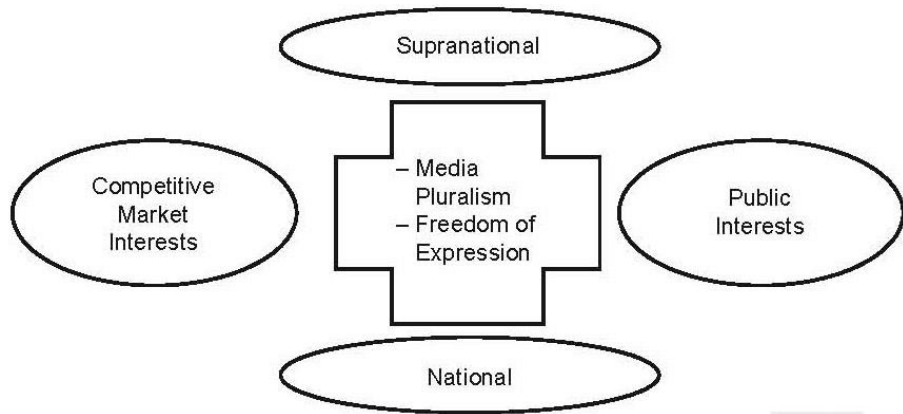 Supranational
Competitive
Market
Interests
– Media
Pluralism
– Freedom of
Expression
Public
Interests
National